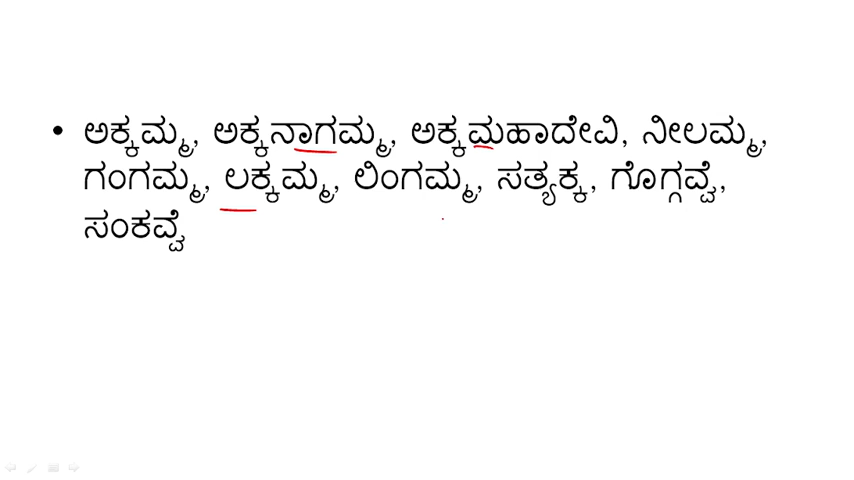 • ಅಕ್ಕಮ್ಮ, ಅಕ್ಕನಾಗಮ್ಮ, ಅಕ್ಕಮಹಾದೇವಿ, ನೀಲಮ್ಮ,
ಗಂಗಮ್ಮ, ಲಕ್ಕಮ್ಮ, ಲಿಂಗಮ್ಮ, ಸತ್ಯಕ್ಕ, ಗೊಗ್ಗವ್ವೆ,
ಸಂಕವ್ವೆ